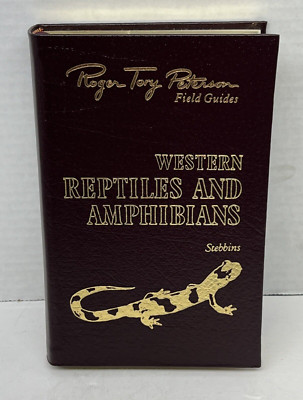 Roger Tory Peterson
Field Guides
WESTERN
REPTILES AND
AMPHIBIANS
Stebbins